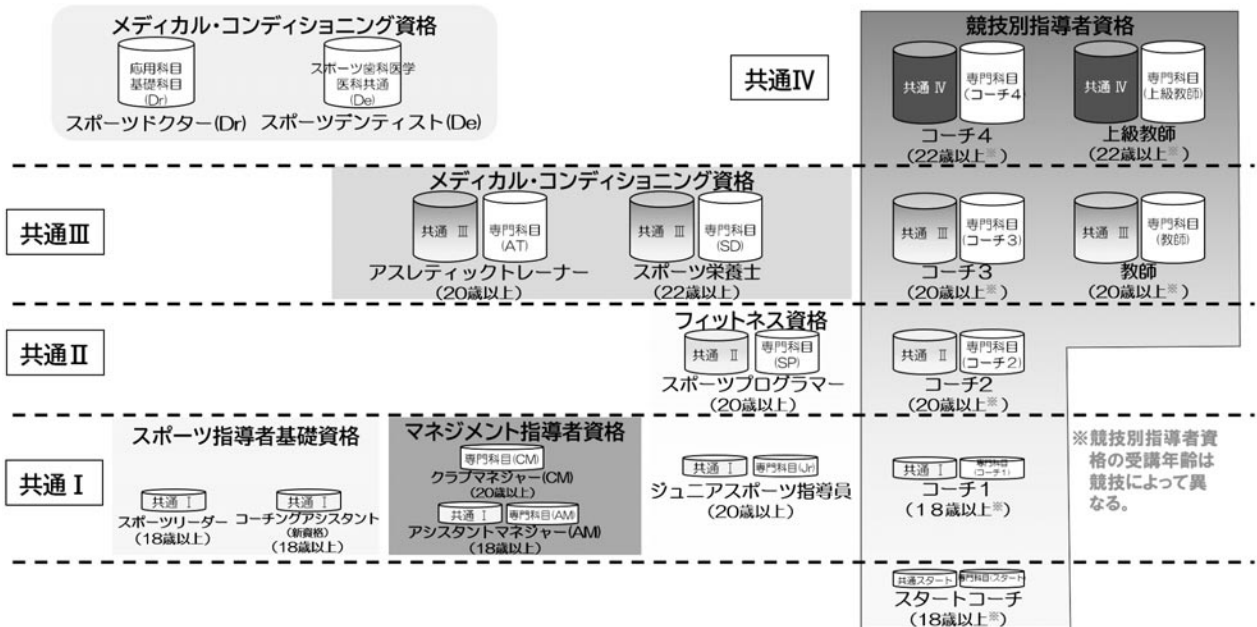 メディカル・コンディショニング資格
応用科目
基礎科目
(Dr)
スポーツドクター(Dr)
スポーツ歯科医学
医科共通
(De)
スポーツデンティスト(De)
共通Ⅳ
競技別指導者資格
共通 Ⅳ
専門科目
(コーチ4)
コーチ4
(22歳以上※)
共通 Ⅳ
専門科目
(上級教師)
上級教師
(22歳以上※)
共通Ⅲ
メディカル・コンディショニング資格
共通 Ⅲ
専門科目
(AT)
アスレティックトレーナー
(20歳以上)
共通 Ⅲ
専門科目
(SD)
スポーツ栄養士
(22歳以上)
共通 Ⅲ
専門科目
(コーチ3)
コーチ3
(20歳以上※)
共通 Ⅲ
専門科目
(教師)
教師
(20歳以上※)
共通Ⅱ
フィットネス資格
共通 Ⅱ
専門科目
(SP)
スポーツプログラマー
(20歳以上)
共通 Ⅱ
専門科目
(コーチ2)
コーチ2
(20歳以上※)
共通Ⅰ
スポーツ指導者基礎資格
共通 Ⅰ
スポーツリーダー
(18歳以上)
共通 Ⅰ
コーチングアシスタント
(新資格)
(18歳以上)
マネジメント指導者資格
専門科目(CM)
クラブマネジャー(CM)
(20歳以上)
共通 Ⅰ
専門科目(AM)
アシスタントマネジャー(AM)
(18歳以上)
共通 Ⅰ
専門科目(Jr)
ジュニアスポーツ指導員
(20歳以上)
共通 Ⅰ
専門科目
(コーチ1)
コーチ1
(18歳以上※)
※競技別指導者資
格の受講年齢は
競技によって異
なる。
共通スタート
専門科目(スタート)
スタートコーチ
(18歳以上※)